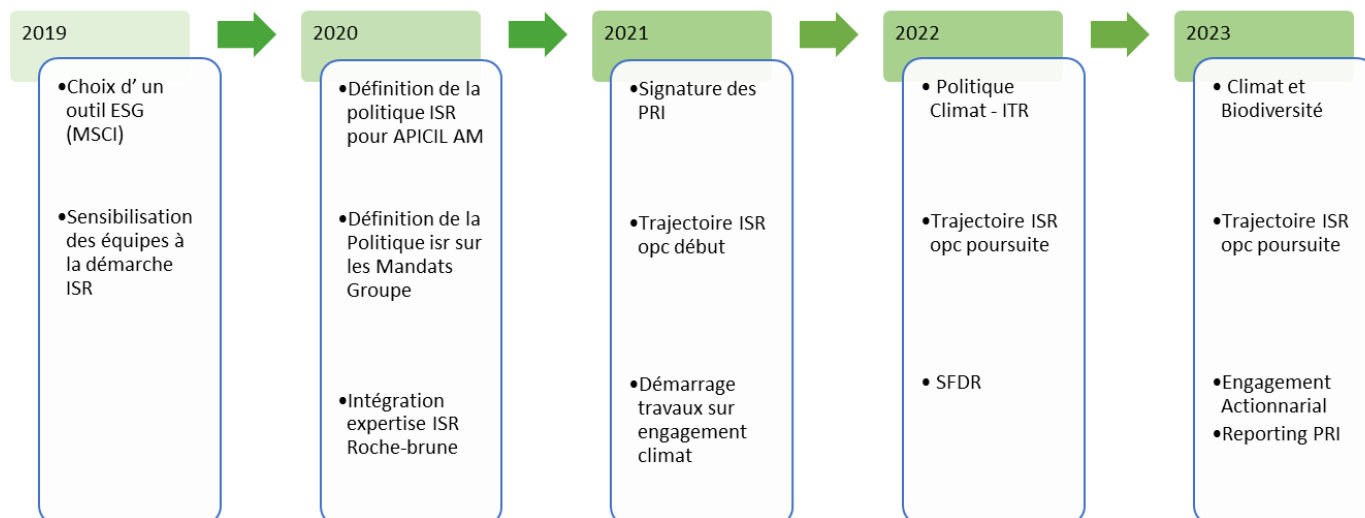 2019
•Choix d’ un
outil ESG
(MSCI)
•Sensibilisation
des équipes à
la démarche
ISR
2020
•Définition de la
politique ISR
pour APICIL AM
•Définition de la
Politique isr sur
les Mandats
Groupe
•Intégration
expertise ISR
Roche-brune
2021
•Signature des
PRI
•Trajectoire ISR
opc début
•Démarrage
travaux sur
engagement
climat
2022
• Politique
Climat - ITR
•Trajectoire ISR
opc poursuite
• SFDR
2023
• Climat et
Biodiversité
•Trajectoire ISR
opc poursuite
•Engagement
Actionnarial
•Reporting PRI